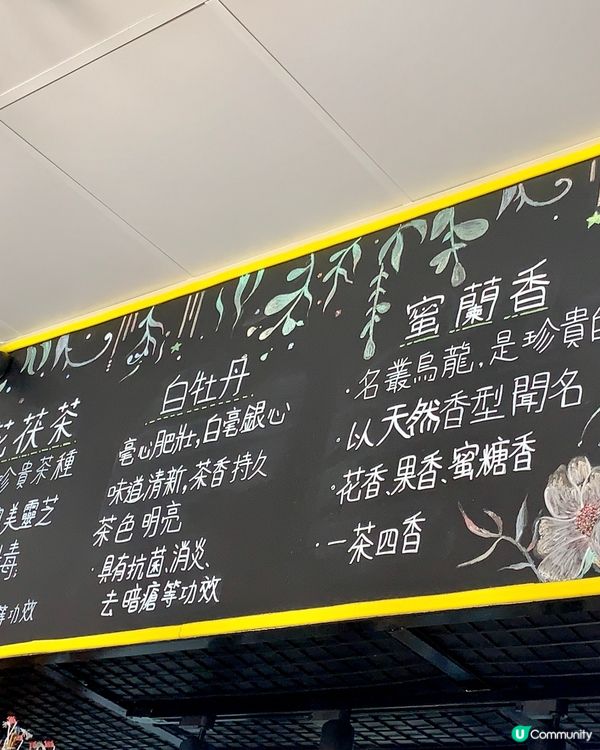 茯茶
珍貴茶種
美靈芝
毒,
等功效
白牡丹
毫心肥壯,白毫銀心
味道清新,茶香持久
茶色明亮
·具有抗菌、消炎、
去暗瘡等功效
蜜蘭香
·名叢烏龍,是珍貴的
·以天然香型聞名
·花香、果香、蜜糖香
·一茶四香
U Community